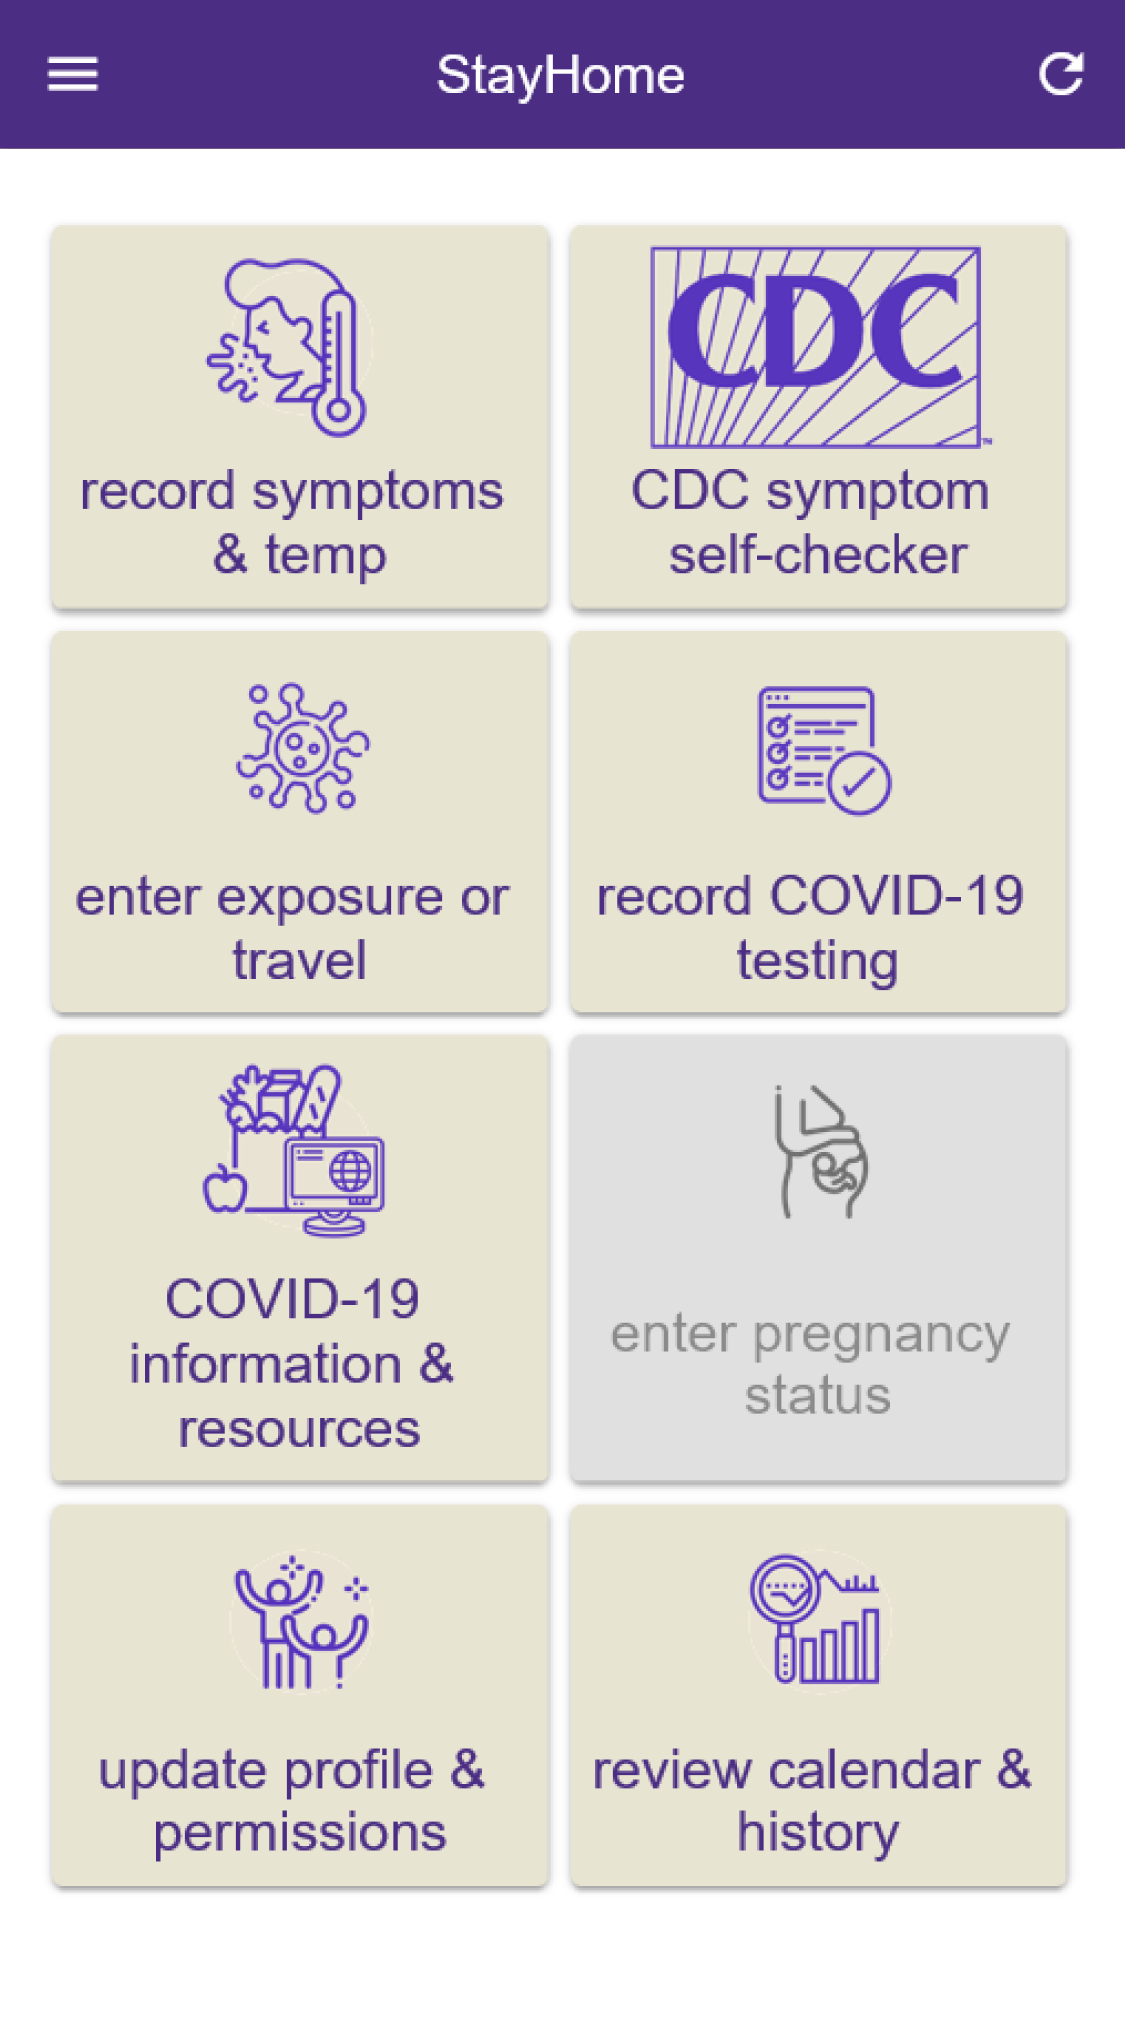 StayHome
CDC
TM
record symptoms
& temp
CDC symptom
self-checker
enter exposure or
travel
record COVID-19
testing
COVID-19
information &
resources
enter pregnancy
status
update profile &
permissions
review calendar &
history